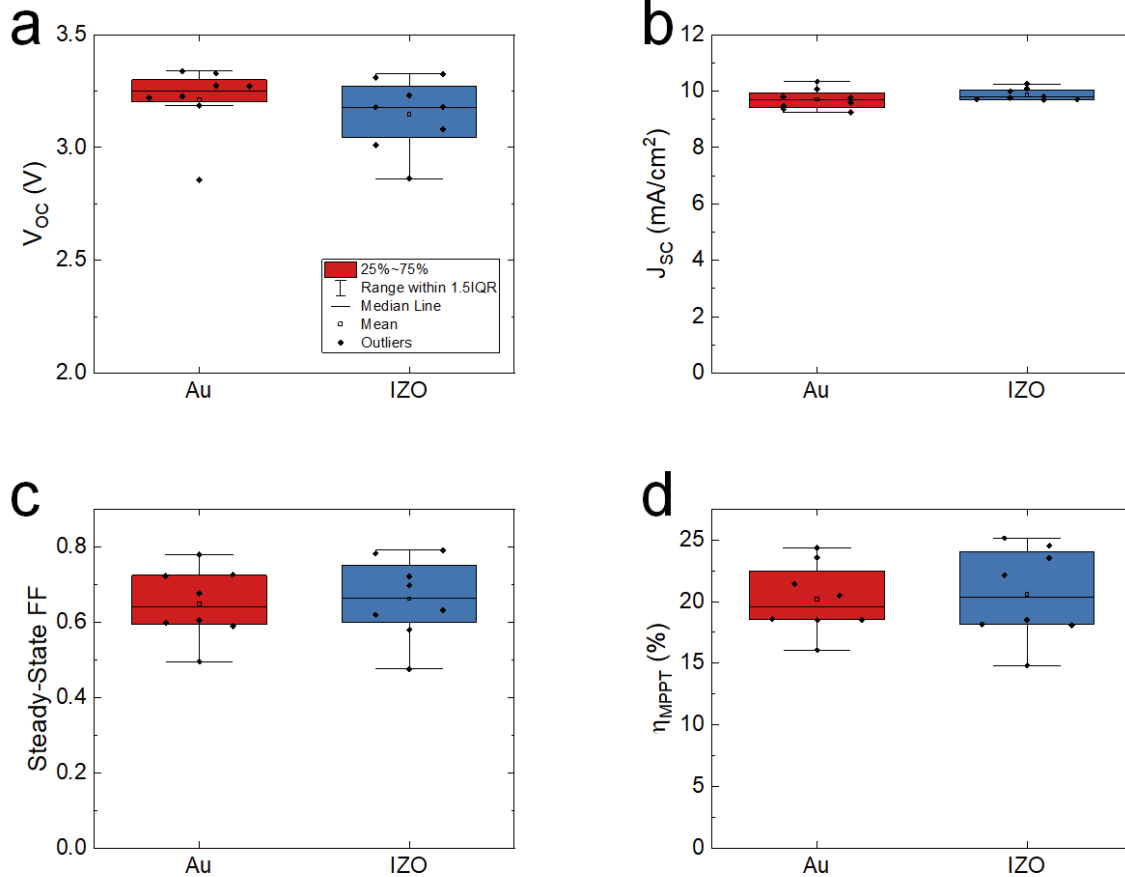 a
3.5
3.0
2.5
2.0
V_OC (V)
25%~75%
Range within 1.5IQR
Median Line
Mean
Outliers
Au
IZO
b
12
10
8
6
4
2
0
J_SC (mA/cm²)
Au
IZO
c
0.8
0.6
0.4
0.2
0.0
Steady-State FF
Au
IZO
d
25
20
15
10
5
0
η_MPPT (%)
Au
IZO